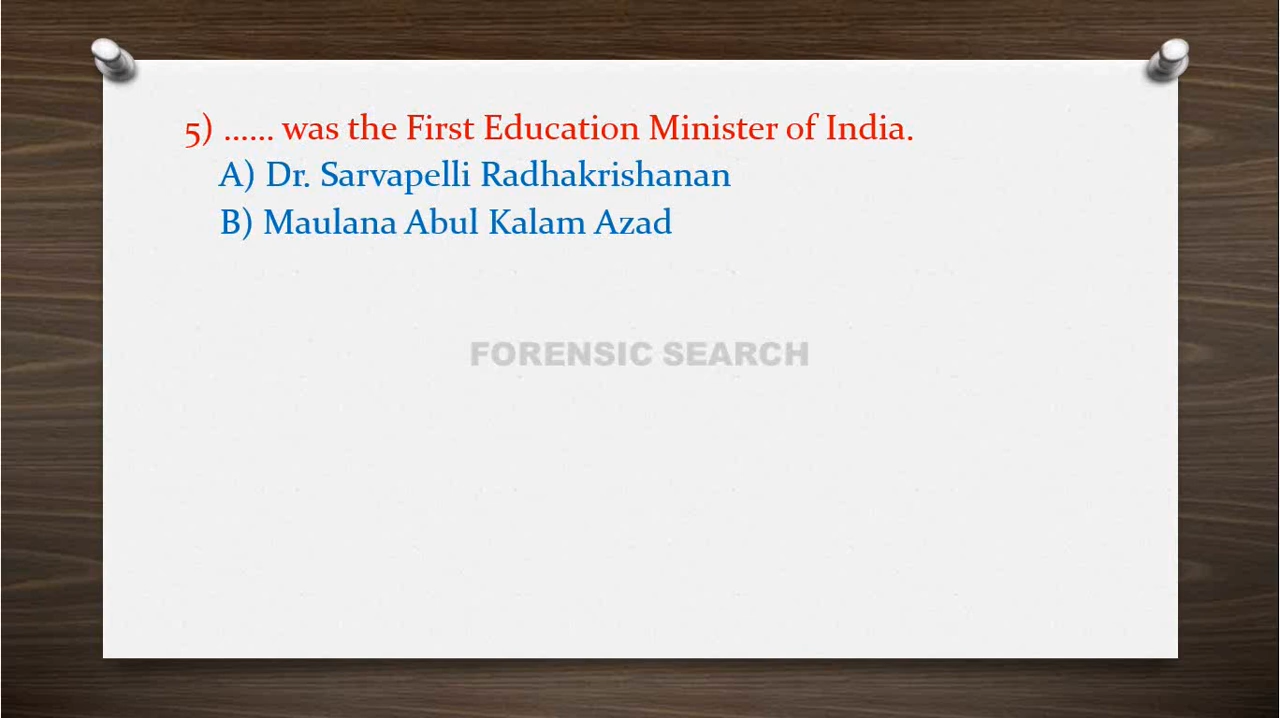 5) ...... was the First Education Minister of India.
A) Dr. Sarvapelli Radhakrishanan
B) Maulana Abul Kalam Azad
FORENSIC SEARCH